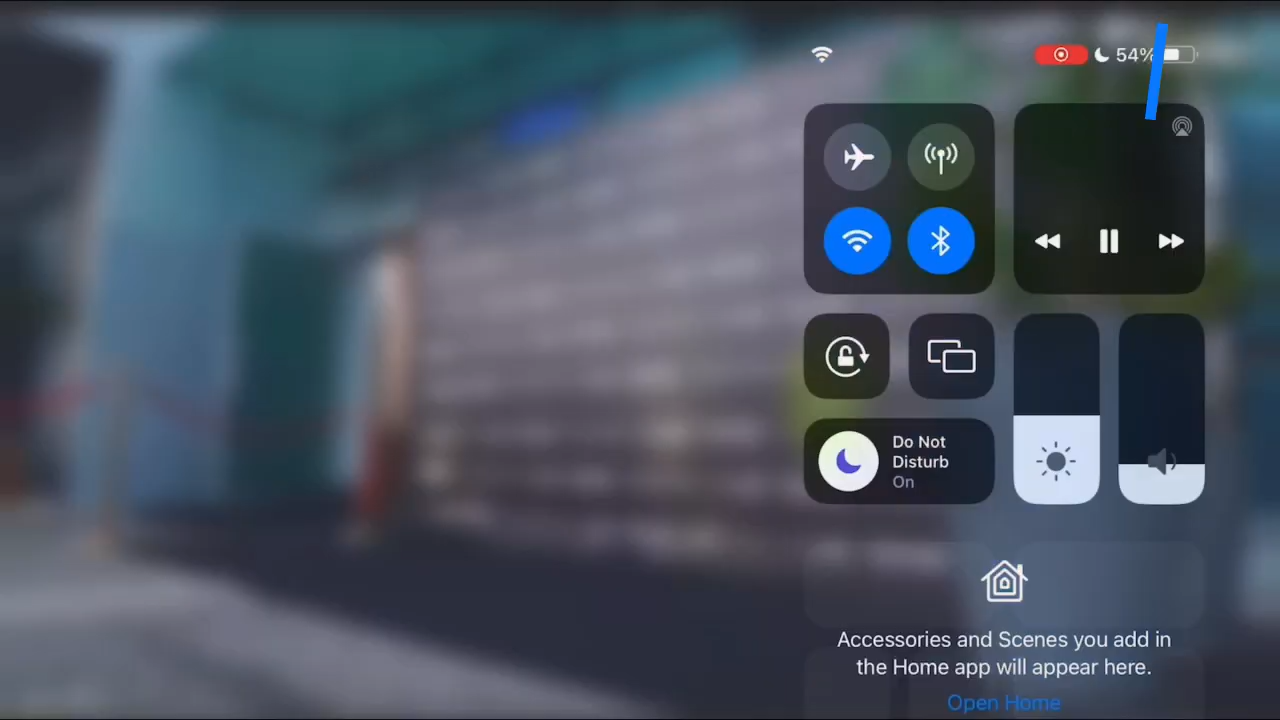 54%
Do Not
Disturb
On
Accessories and Scenes you add in
the Home app will appear here.
Open Home